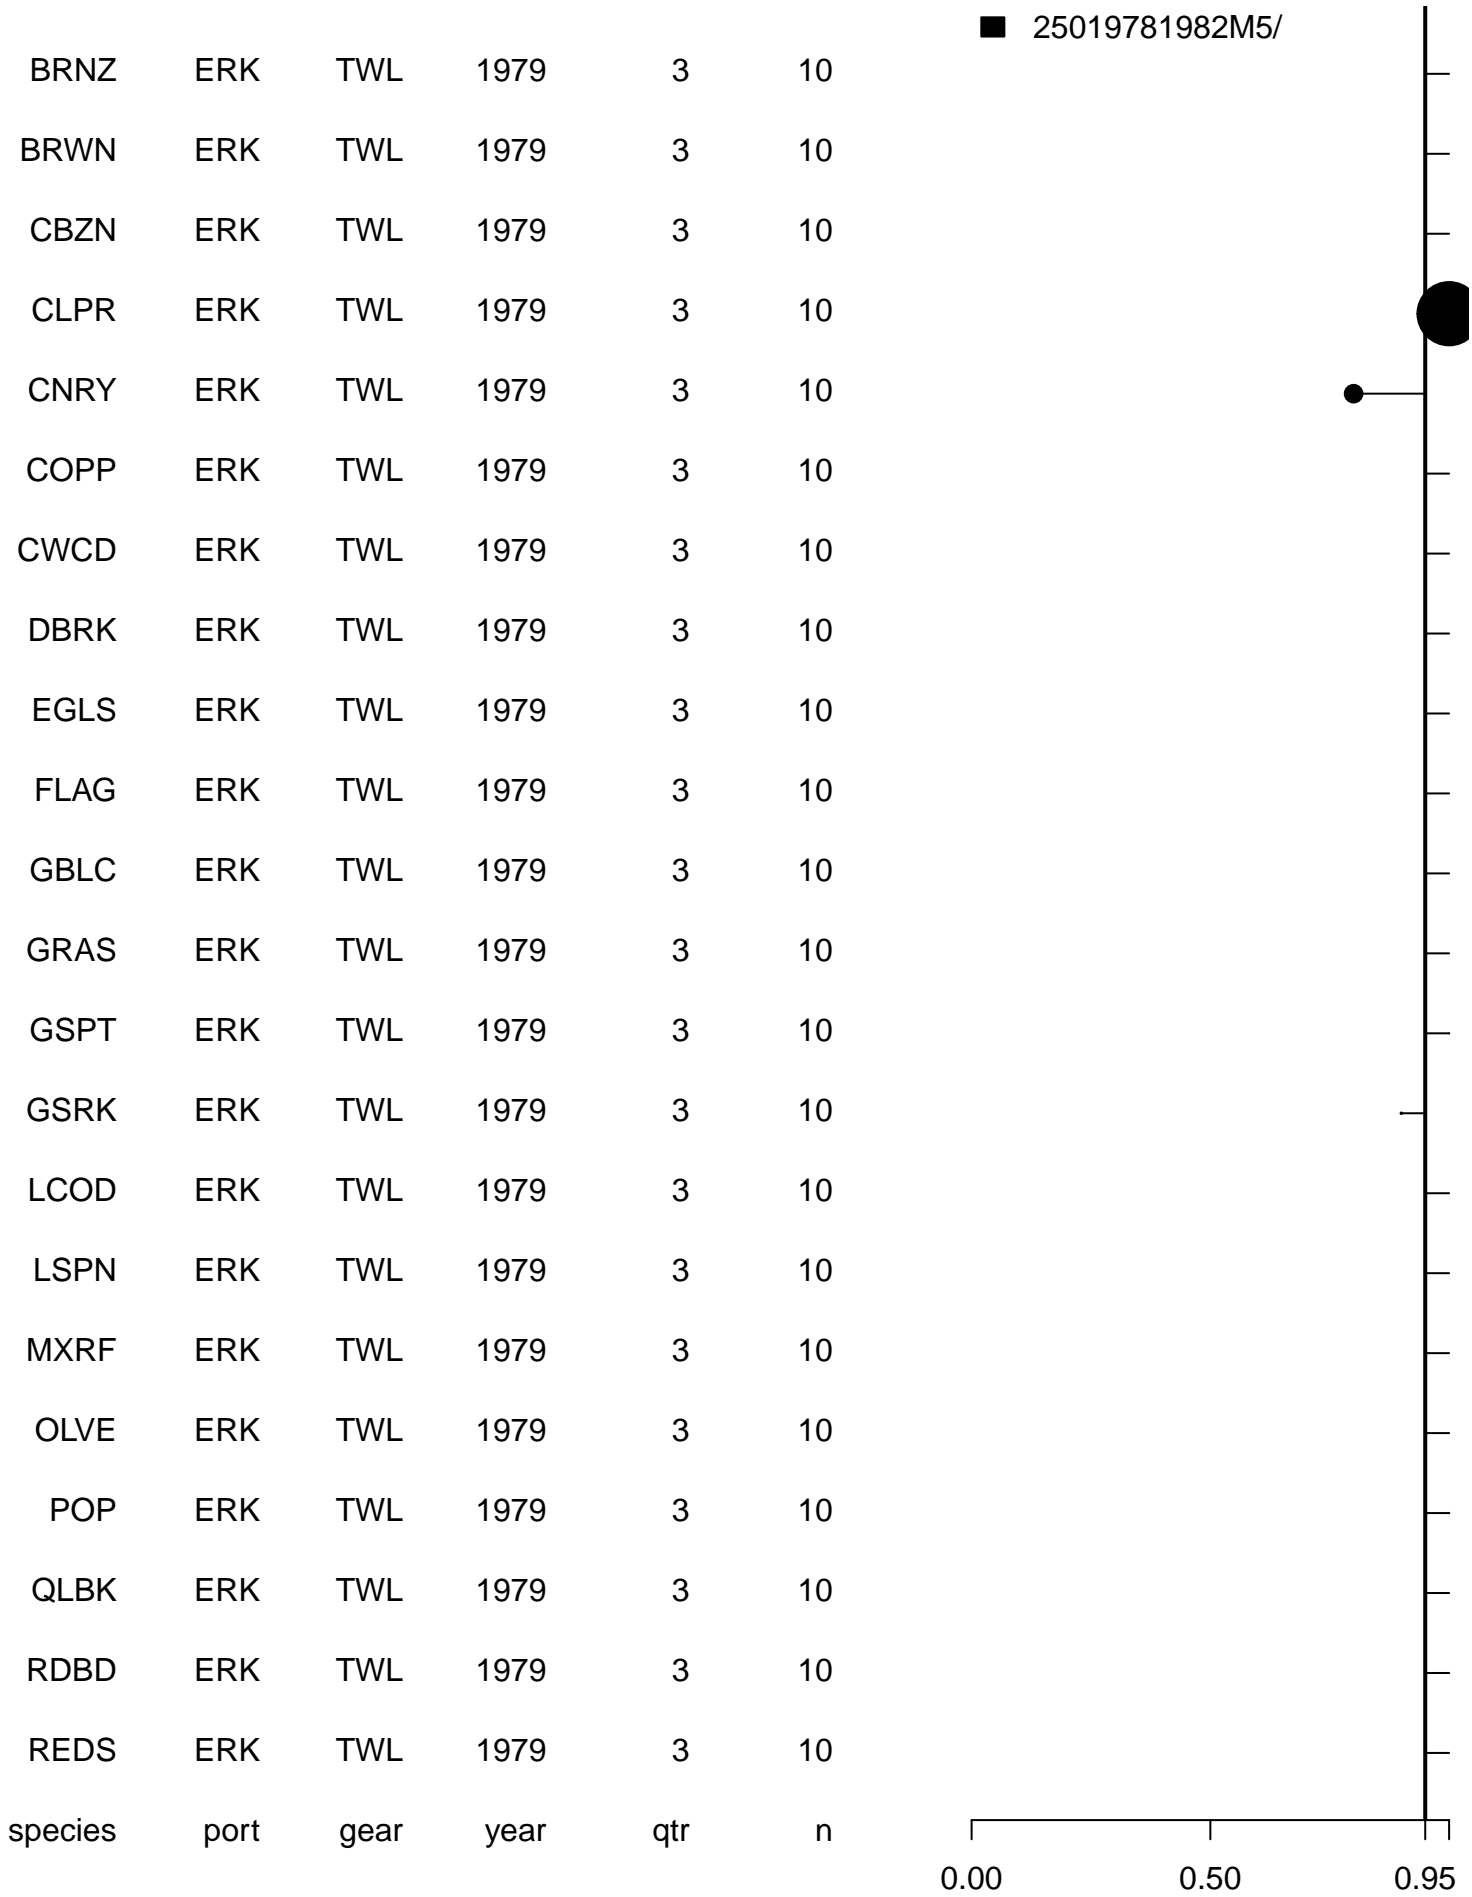 25019781982M5/
BRNZ ERK TWL 1979 3 10
BRWN ERK TWL 1979 3 10
CBZN ERK TWL 1979 3 10
CLPR ERK TWL 1979 3 10
CNRY ERK TWL 1979 3 10
COPP ERK TWL 1979 3 10
CWCD ERK TWL 1979 3 10
DBRK ERK TWL 1979 3 10
EGLS ERK TWL 1979 3 10
FLAG ERK TWL 1979 3 10
GBLC ERK TWL 1979 3 10
GRAS ERK TWL 1979 3 10
GSPT ERK TWL 1979 3 10
GSRK ERK TWL 1979 3 10
LCOD ERK TWL 1979 3 10
LSPN ERK TWL 1979 3 10
MXRF ERK TWL 1979 3 10
OLVE ERK TWL 1979 3 10
POP ERK TWL 1979 3 10
QLBK ERK TWL 1979 3 10
RDBD ERK TWL 1979 3 10
REDS ERK TWL 1979 3 10
species port gear year qtr n
0.00 0.50 0.95